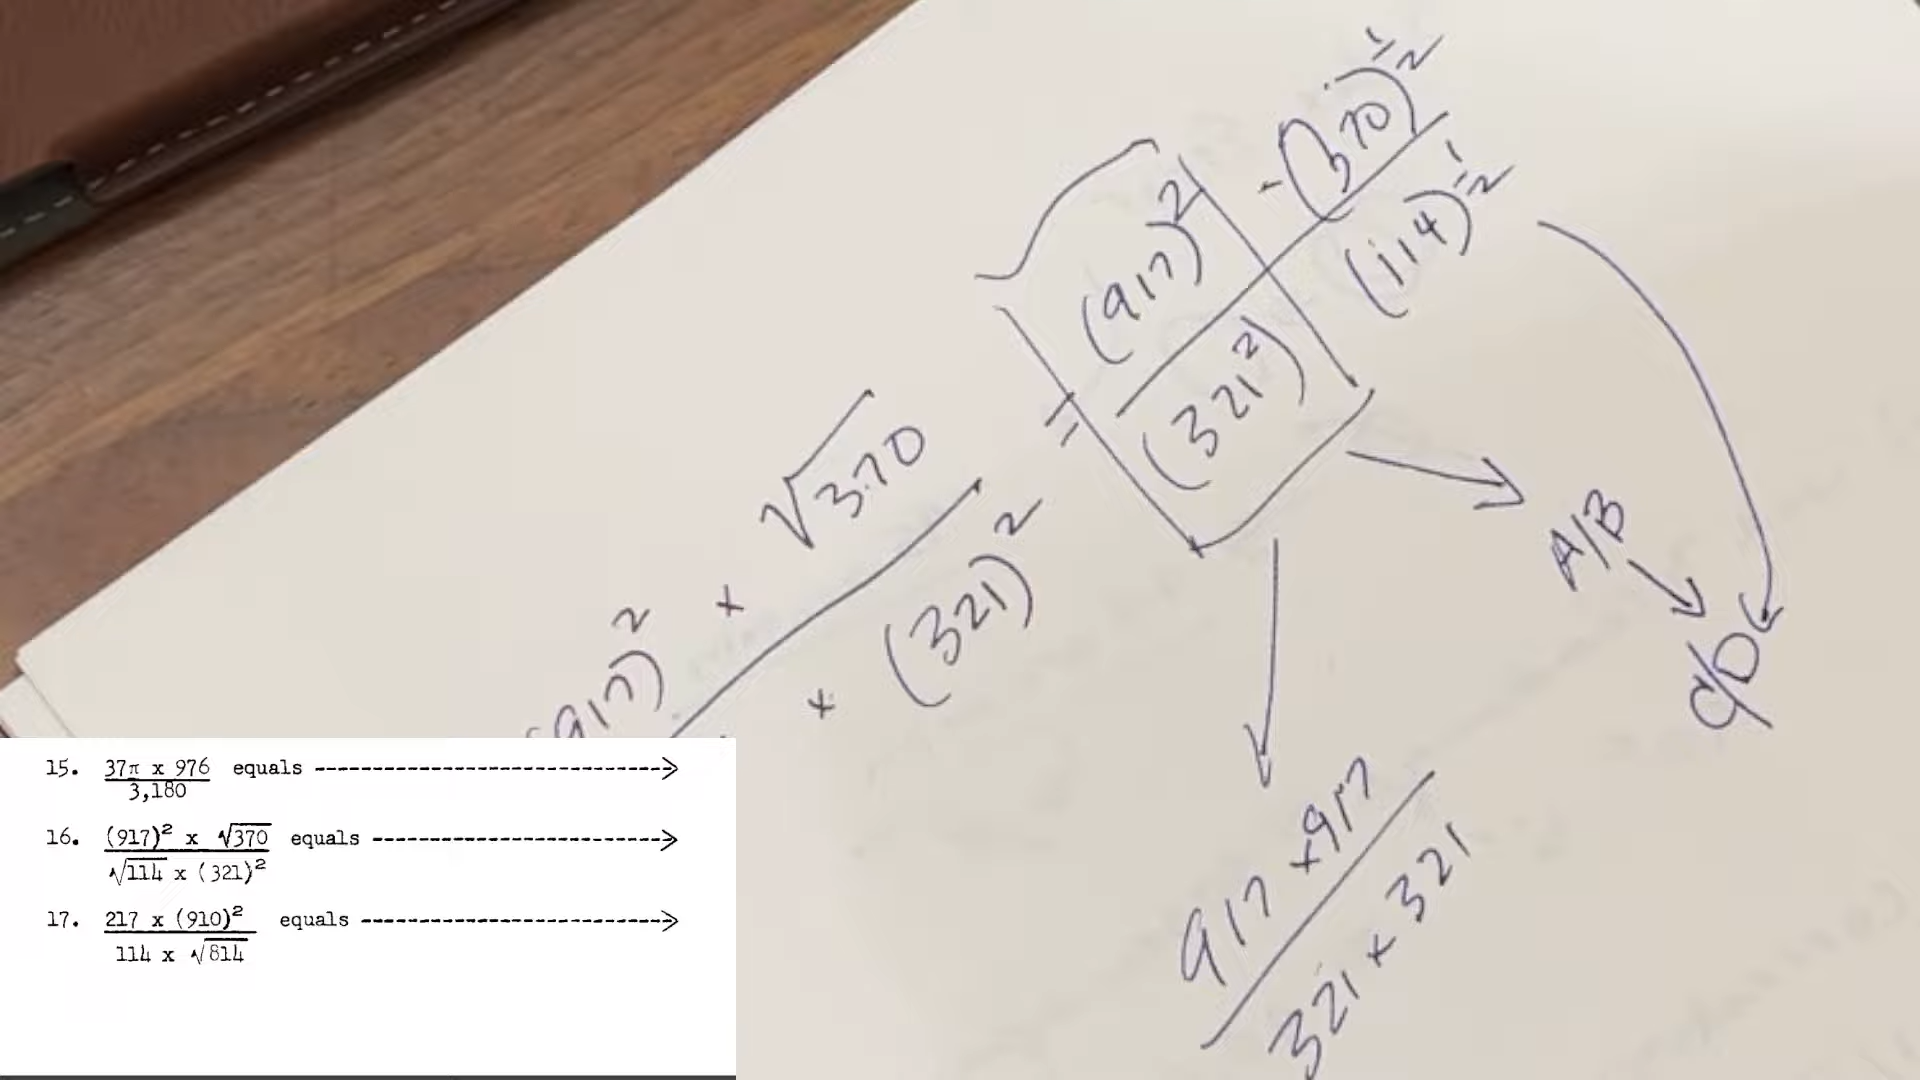 (917)² x √370
x (321)²
= (917)² · (370)^½
(321²) (114)^½
A/B
C/D
917 x 917
321 x 321
15. 37π x 976 equals ------------------------------->
3,180
16. (917)² x √370 equals -------------------------->
√114 x (321)²
17. 217 x (910)² equals --------------------------->
114 x √814